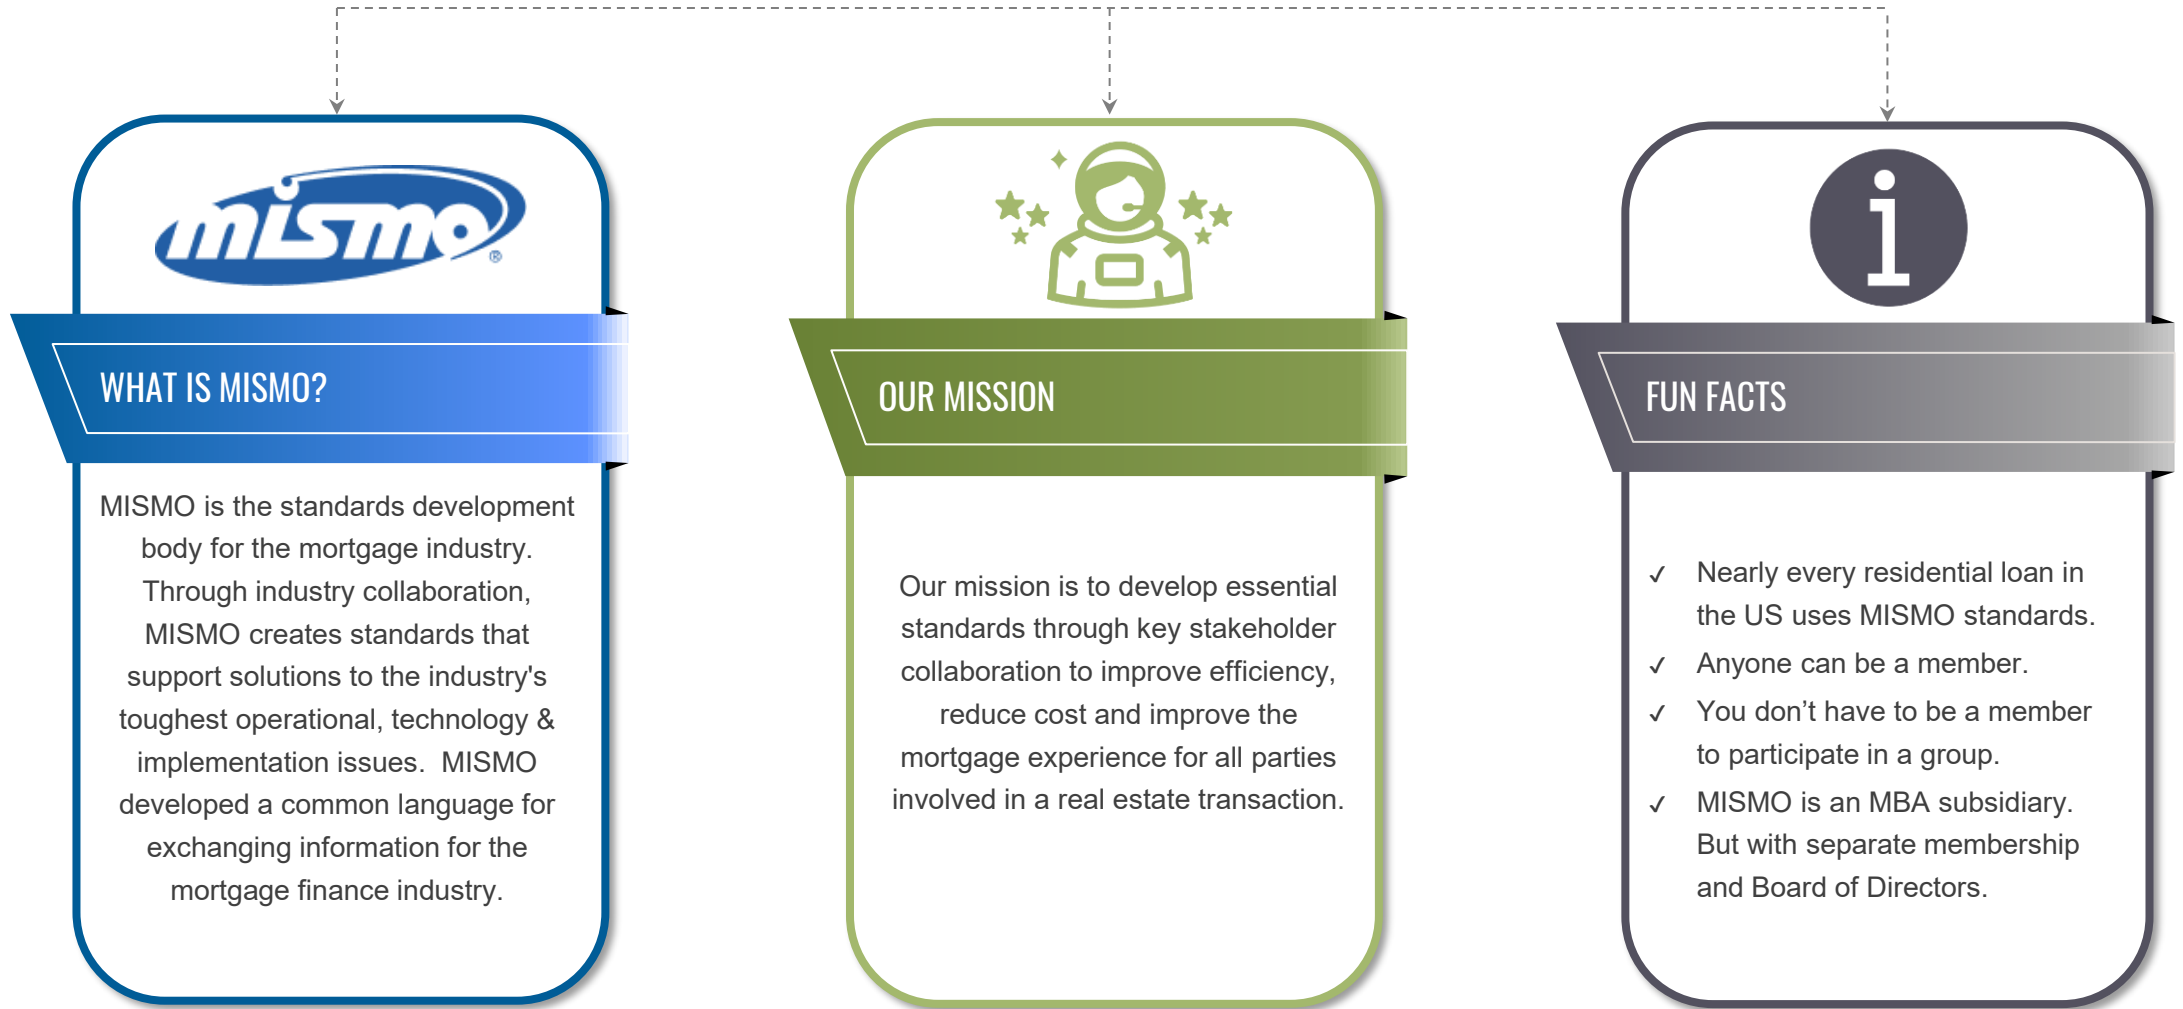 mismo®
WHAT IS MISMO?
MISMO is the standards development
body for the mortgage industry.
Through industry collaboration,
MISMO creates standards that
support solutions to the industry's
toughest operational, technology &
implementation issues.  MISMO
developed a common language for
exchanging information for the
mortgage finance industry.
OUR MISSION
Our mission is to develop essential
standards through key stakeholder
collaboration to improve efficiency,
reduce cost and improve the
mortgage experience for all parties
involved in a real estate transaction.
i
FUN FACTS
✓ Nearly every residential loan in
the US uses MISMO standards.
✓ Anyone can be a member.
✓ You don’t have to be a member
to participate in a group.
✓ MISMO is an MBA subsidiary.
But with separate membership
and Board of Directors.